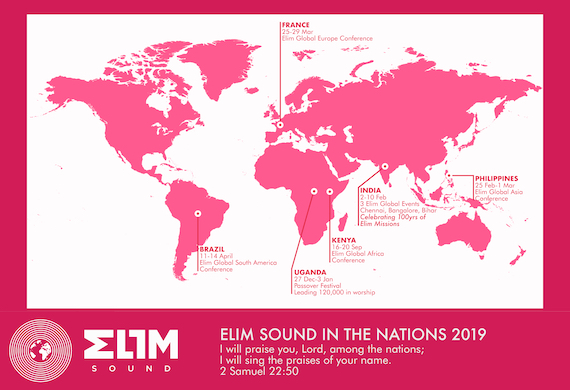 FRANCE
25-29 Mar
Elim Global Europe Conference
PHILIPPINES
25 Feb-1 Mar
Elim Global Asia
Conference
INDIA
2-10 Feb
3 Elim Global Events
Chennai, Bangalore, Bihar
Celebrating 100yrs of
Elim Missions
KENYA
16-20 Sep
Elim Global Africa
Conference
BRAZIL
11-14 April
Elim Global South America
Conference
UGANDA
27 Dec-3 Jan
Passover Festival
Leading 120,000 in worship
ELIM
SOUND
ELIM SOUND IN THE NATIONS 2019
I will praise you, Lord, among the nations;
I will sing the praises of your name.
2 Samuel 22:50